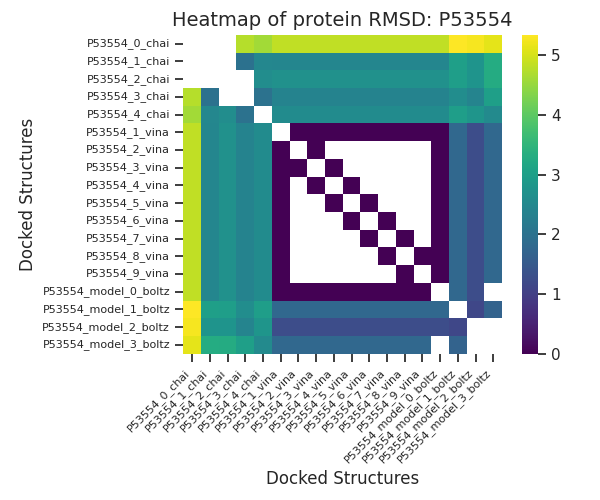 Heatmap of protein RMSD: P53554
Docked Structures
P53554_0_chai
P53554_1_chai
P53554_2_chai
P53554_3_chai
P53554_4_chai
P53554_1_vina
P53554_2_vina
P53554_3_vina
P53554_4_vina
P53554_5_vina
P53554_6_vina
P53554_7_vina
P53554_8_vina
P53554_9_vina
P53554_model_0_boltz
P53554_model_1_boltz
P53554_model_2_boltz
P53554_model_3_boltz
P53554_0_chai
P53554_1_chai
P53554_2_chai
P53554_3_chai
P53554_4_chai
P53554_1_vina
P53554_2_vina
P53554_3_vina
P53554_4_vina
P53554_5_vina
P53554_6_vina
P53554_7_vina
P53554_8_vina
P53554_9_vina
P53554_model_0_boltz
P53554_model_1_boltz
P53554_model_2_boltz
P53554_model_3_boltz
Docked Structures
5
4
3
2
1
0